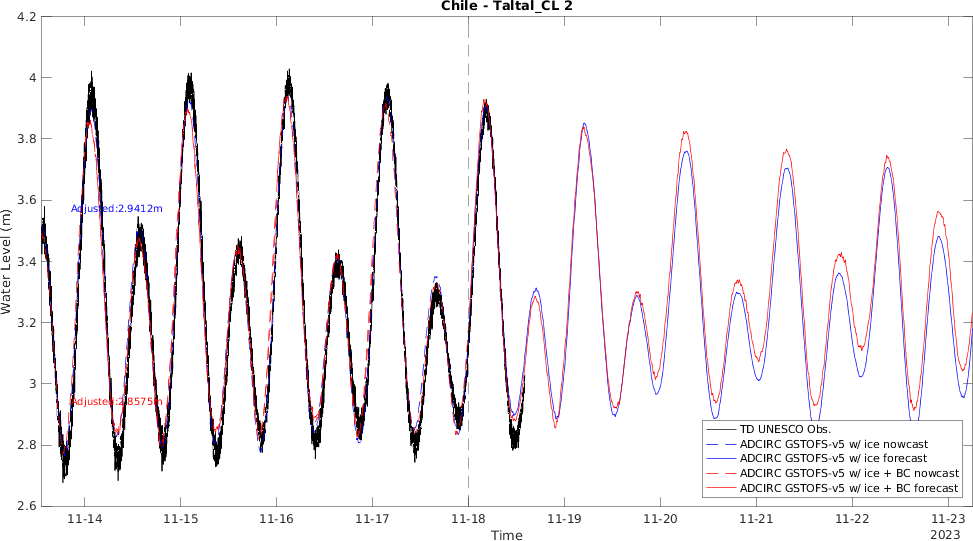 Chile - Taltal_CL 2
4.2
4
3.8
3.6
3.4
3.2
3
2.8
2.6
Water Level (m)
Adjusted:2.9412m
Adjusted:2.8575m
TD UNESCO Obs.
ADCIRC GSTOFS-v5 w/ ice nowcast
ADCIRC GSTOFS-v5 w/ ice forecast
ADCIRC GSTOFS-v5 w/ ice + BC nowcast
ADCIRC GSTOFS-v5 w/ ice + BC forecast
11-14 11-15 11-16 11-17 11-18 11-19 11-20 11-21 11-22 11-23
2023
Time